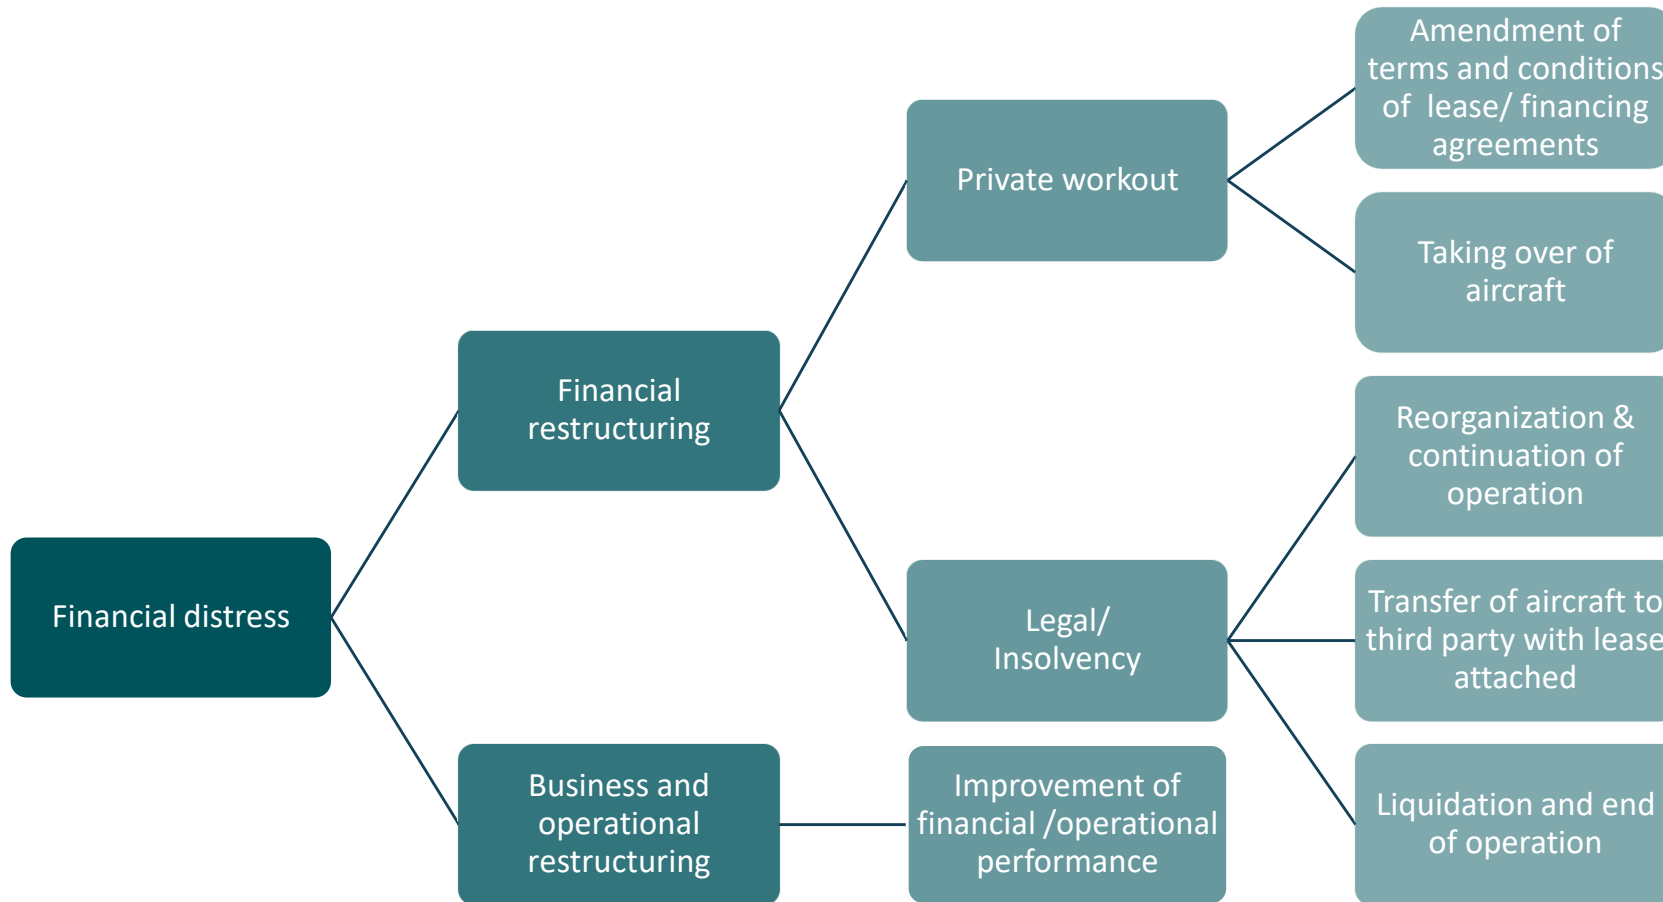 Amendment of
terms and conditions
of lease/ financing
agreements
Private workout
Taking over of
aircraft
Financial
restructuring
Reorganization &
continuation of
operation
Financial distress
Legal/
Insolvency
Transfer of aircraft to
third party with lease
attached
Business and
operational
restructuring
Improvement of
financial /operational
performance
Liquidation and end
of operation